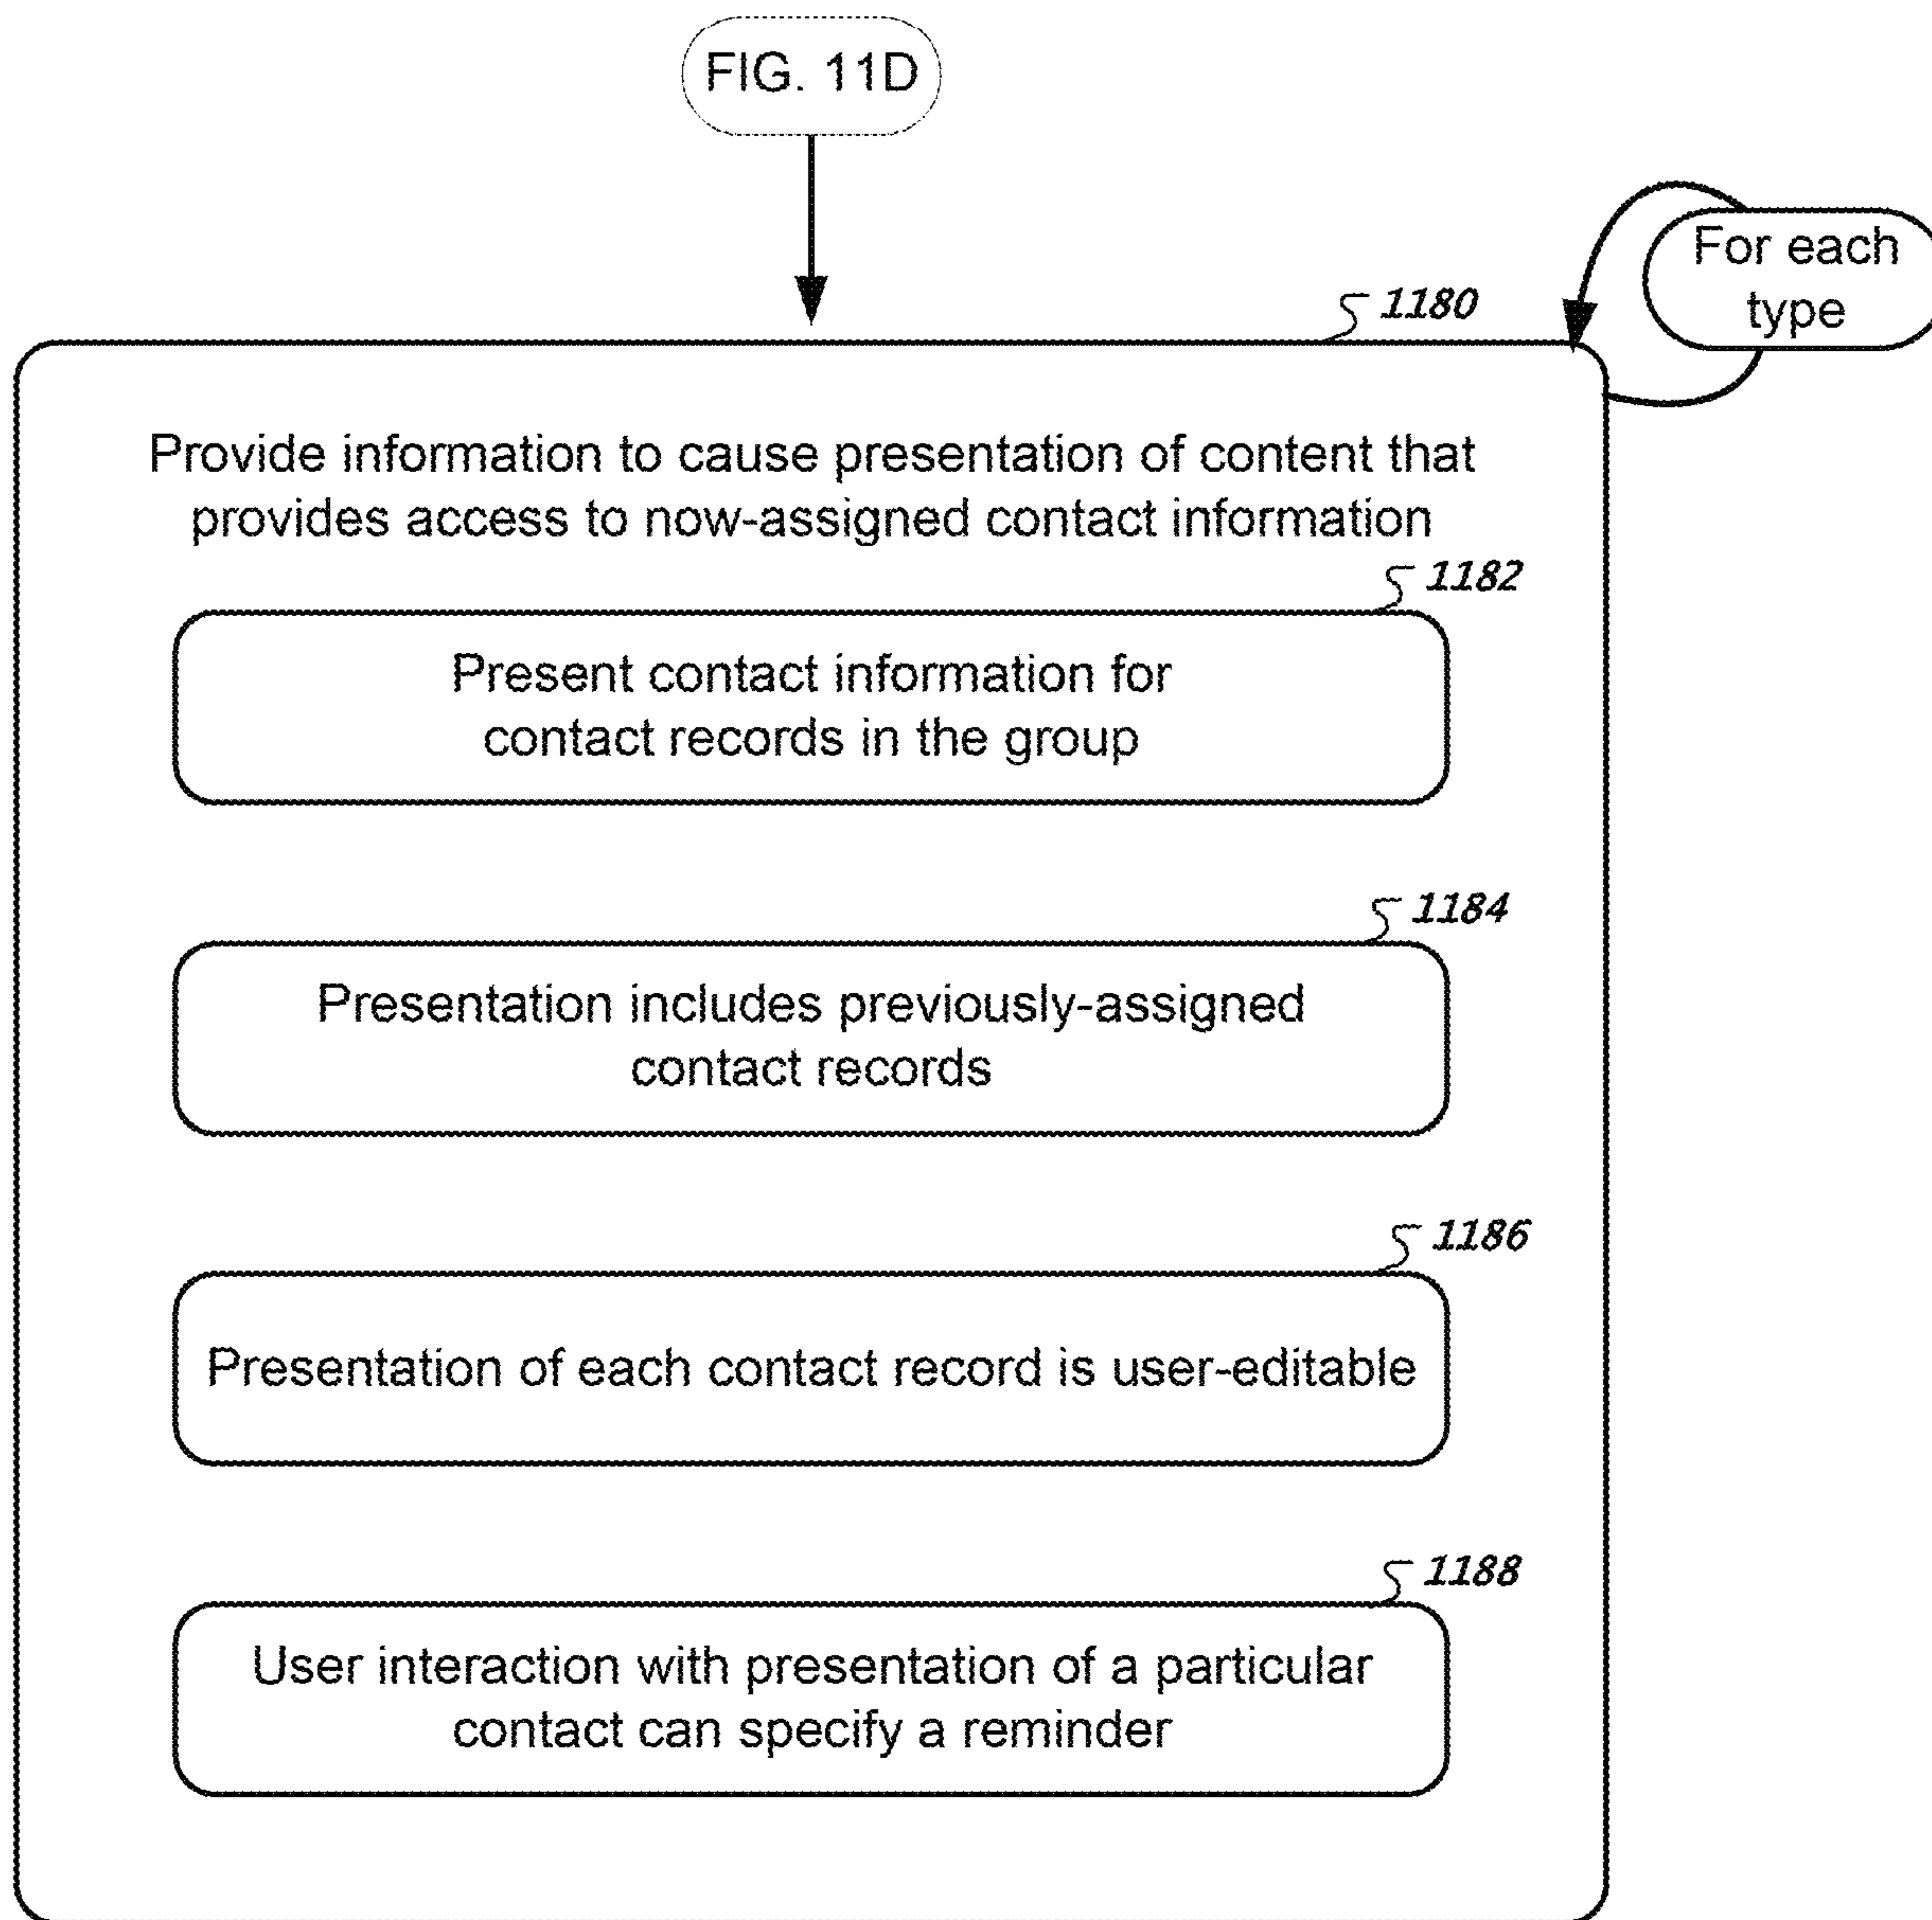 FIG. 11D
For each
type
1180
Provide information to cause presentation of content that
provides access to now-assigned contact information
1182
Present contact information for
contact records in the group
1184
Presentation includes previously-assigned
contact records
1186
Presentation of each contact record is user-editable
1188
User interaction with presentation of a particular
contact can specify a reminder